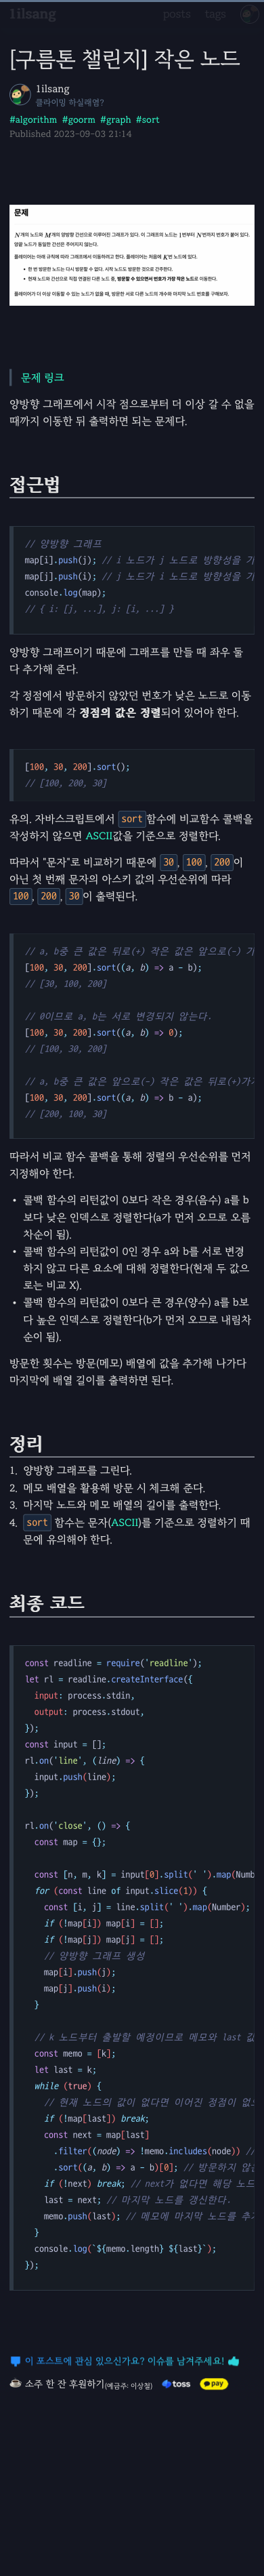 1ilsang
posts
tags
[구름톤 챌린지] 작은 노드
1ilsang
클라이밍 하실래염?
#algorithm #goorm #graph #sort
Published 2023-09-03 21:14
문제
N개의 노드와 M개의 양방향 간선으로 이루어진 그래프가 있다. 이 그래프의 노드는 1번부터 N번까지 번호가 붙어 있다.
양쪽 노드가 동일한 간선은 주어지지 않는다.
플레이어는 아래 규칙에 따라 그래프에서 이동하려고 한다. 플레이어는 처음에 K번 노드에 있다.
• 한 번 방문한 노드는 다시 방문할 수 없다. 시작 노드도 방문한 것으로 간주한다.
• 현재 노드와 간선으로 직접 연결된 다른 노드 중, 방문할 수 있으면서 번호가 가장 작은 노드로 이동한다.
플레이어가 더 이상 이동할 수 있는 노드가 없을 때, 방문한 서로 다른 노드의 개수와 마지막 노드 번호를 구해보자.
문제 링크
양방향 그래프에서 시작 점으로부터 더 이상 갈 수 없을
때까지 이동한 뒤 출력하면 되는 문제다.
접근법
// 양방향 그래프
map[i].push(j); // i 노드가 j 노드로 방향성을 가
map[j].push(i); // j 노드가 i 노드로 방향성을 가
console.log(map);
// { i: [j, ...], j: [i, ...] }
양방향 그래프이기 때문에 그래프를 만들 때 좌우 둘
다 추가해 준다.
각 정점에서 방문하지 않았던 번호가 낮은 노드로 이동
하기 때문에 각 정점의 값은 정렬되어 있어야 한다.
[100, 30, 200].sort();
// [100, 200, 30]
유의. 자바스크립트에서 sort함수에 비교함수 콜백을
작성하지 않으면 ASCII값을 기준으로 정렬한다.
따라서 "문자"로 비교하기 때문에 30, 100, 200이
아닌 첫 번째 문자의 아스키 값의 우선순위에 따라
100, 200, 30이 출력된다.
// a, b중 큰 값은 뒤로(+) 작은 값은 앞으로(-) 가
[100, 30, 200].sort((a, b) => a - b);
// [30, 100, 200]
// 0이므로 a, b는 서로 변경되지 않는다.
[100, 30, 200].sort((a, b) => 0);
// [100, 30, 200]
// a, b중 큰 값은 앞으로(-) 작은 값은 뒤로(+)가
[100, 30, 200].sort((a, b) => b - a);
// [200, 100, 30]
따라서 비교 함수 콜백을 통해 정렬의 우선순위를 먼저
지정해야 한다.
• 콜백 함수의 리턴값이 0보다 작은 경우(음수) a를 b
보다 낮은 인덱스로 정렬한다(a가 먼저 오므로 오름
차순이 됨).
• 콜백 함수의 리턴값이 0인 경우 a와 b를 서로 변경
하지 않고 다른 요소에 대해 정렬한다(현재 두 값으
로는 비교 X).
• 콜백 함수의 리턴값이 0보다 큰 경우(양수) a를 b보
다 높은 인덱스로 정렬한다(b가 먼저 오므로 내림차
순이 됨).
방문한 횟수는 방문(메모) 배열에 값을 추가해 나가다
마지막에 배열 길이를 출력하면 된다.
정리
1. 양방향 그래프를 그린다.
2. 메모 배열을 활용해 방문 시 체크해 준다.
3. 마지막 노드와 메모 배열의 길이를 출력한다.
4. sort 함수는 문자(ASCII)를 기준으로 정렬하기 때
문에 유의해야 한다.
최종 코드
const readline = require('readline');
let rl = readline.createInterface({
input: process.stdin,
output: process.stdout,
});
const input = [];
rl.on('line', (line) => {
input.push(line);
});
rl.on('close', () => {
const map = {};
const [n, m, k] = input[0].split(' ').map(Numb
for (const line of input.slice(1)) {
const [i, j] = line.split(' ').map(Number);
if (!map[i]) map[i] = [];
if (!map[j]) map[j] = [];
// 양방향 그레프 생성
map[i].push(j);
map[j].push(i);
}
// k 노드부터 출발할 예정이므로 메모와 last 값
const memo = [k];
let last = k;
while (true) {
// 현재 노드의 값이 없다면 이어진 정점이 없으
if (!map[last]) break;
const next = map[last]
.filter((node) => !memo.includes(node)) //
.sort((a, b) => a - b)[0]; // 방문하지 않은
if (!next) break; // next가 없다면 해당 노드
last = next; // 마지막 노드를 갱신한다.
memo.push(last); // 메모에 마지막 노드를 추가
}
console.log(`${memo.length} ${last}`);
});
이 포스트에 관심 있으신가요? 이슈를 남겨주세요!
소주 한 잔 후원하기(예금주: 이상철) toss pay